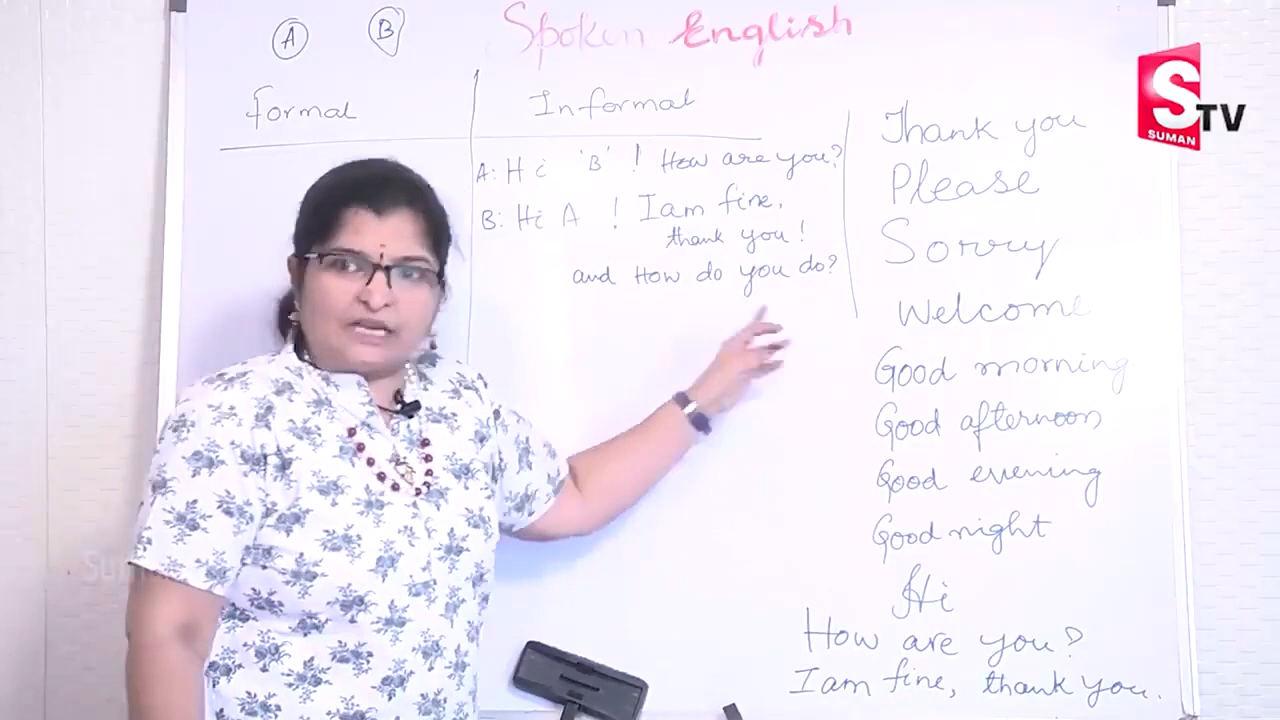 A B
Spoken English
Formal
Informal
A: Hi 'B' ! How are you?
B: Hi A ! I am fine,
thank you!
and How do you do?
Thank you
Please
Sorry
Welcome
Good morning
Good afternoon
Good evening
Good night
Hi
How are you?
I am fine, thank you.
S TV
SUMAN